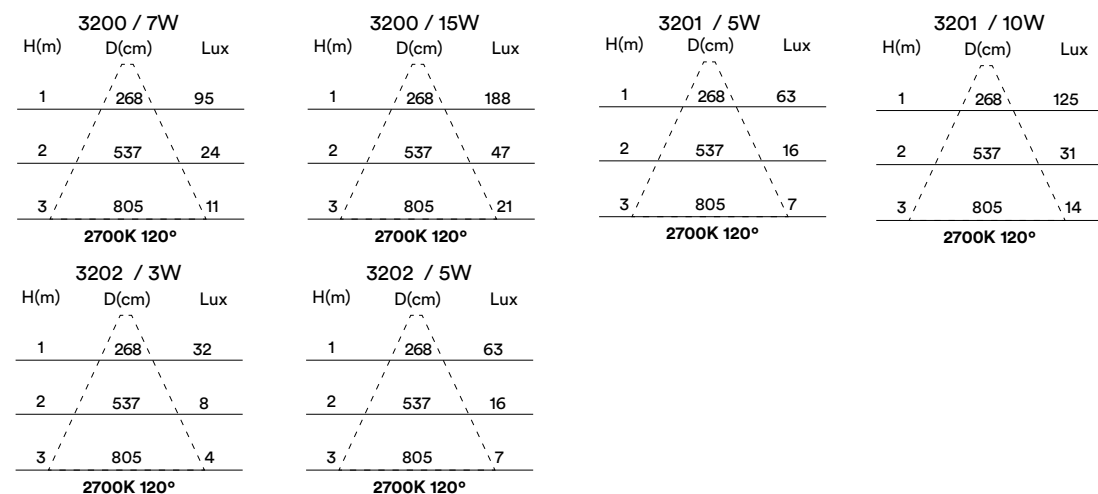 3200 / 7W
H(m) D(cm) Lux
1 268 95
2 537 24
3 805 11
2700K 120°
3200 / 15W
H(m) D(cm) Lux
1 268 188
2 537 47
3 805 21
2700K 120°
3201 / 5W
H(m) D(cm) Lux
1 268 63
2 537 16
3 805 7
2700K 120°
3201 / 10W
H(m) D(cm) Lux
1 268 125
2 537 31
3 805 14
2700K 120°
3202 / 3W
H(m) D(cm) Lux
1 268 32
2 537 8
3 805 4
2700K 120°
3202 / 5W
H(m) D(cm) Lux
1 268 63
2 537 16
3 805 7
2700K 120°